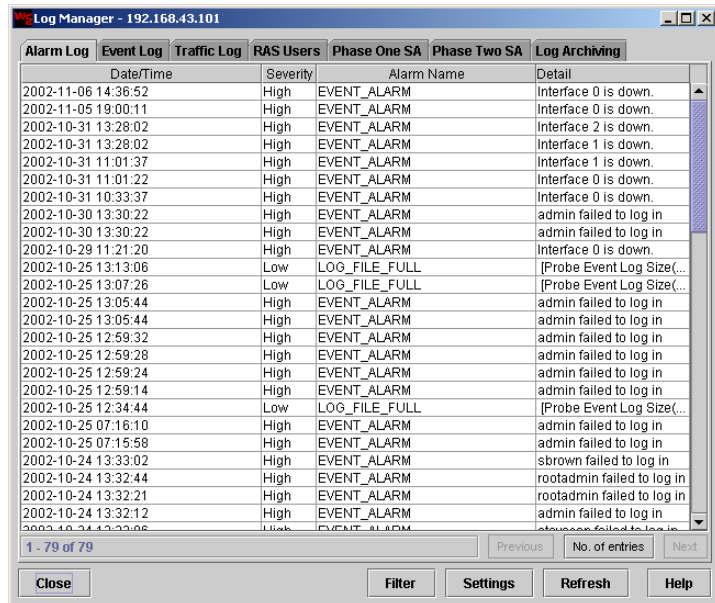 Log Manager - 192.168.43.101
Alarm Log Event Log Traffic Log RAS Users Phase One SA Phase Two SA Log Archiving
Date/Time Severity Alarm Name Detail
2002-11-06 14:36:52 High EVENT_ALARM Interface 0 is down.
2002-11-05 19:00:11 High EVENT_ALARM Interface 0 is down.
2002-10-31 13:28:02 High EVENT_ALARM Interface 2 is down.
2002-10-31 13:28:02 High EVENT_ALARM Interface 1 is down.
2002-10-31 11:01:37 High EVENT_ALARM Interface 1 is down.
2002-10-31 11:01:22 High EVENT_ALARM Interface 0 is down.
2002-10-31 10:33:37 High EVENT_ALARM Interface 0 is down.
2002-10-30 13:30:22 High EVENT_ALARM admin failed to log in
2002-10-30 13:30:22 High EVENT_ALARM admin failed to log in
2002-10-29 11:21:20 High EVENT_ALARM Interface 0 is down.
2002-10-25 13:13:06 Low LOG_FILE_FULL [Probe Event Log Size(...
2002-10-25 13:07:26 Low LOG_FILE_FULL [Probe Event Log Size(...
2002-10-25 13:05:44 High EVENT_ALARM admin failed to log in
2002-10-25 13:05:44 High EVENT_ALARM admin failed to log in
2002-10-25 12:59:32 High EVENT_ALARM admin failed to log in
2002-10-25 12:59:28 High EVENT_ALARM admin failed to log in
2002-10-25 12:59:24 High EVENT_ALARM admin failed to log in
2002-10-25 12:59:14 High EVENT_ALARM admin failed to log in
2002-10-25 12:34:44 Low LOG_FILE_FULL [Probe Event Log Size(...
2002-10-25 07:16:10 High EVENT_ALARM admin failed to log in
2002-10-25 07:15:58 High EVENT_ALARM admin failed to log in
2002-10-24 13:33:02 High EVENT_ALARM sbrown failed to log in
2002-10-24 13:32:44 High EVENT_ALARM rootadmin failed to log in
2002-10-24 13:32:21 High EVENT_ALARM rootadmin failed to log in
2002-10-24 13:32:12 High EVENT_ALARM admin failed to log in
High EVENT_ALARM failed to log in
1 - 79 of 79 Previous No. of entries Next
Close Filter Settings Refresh Help